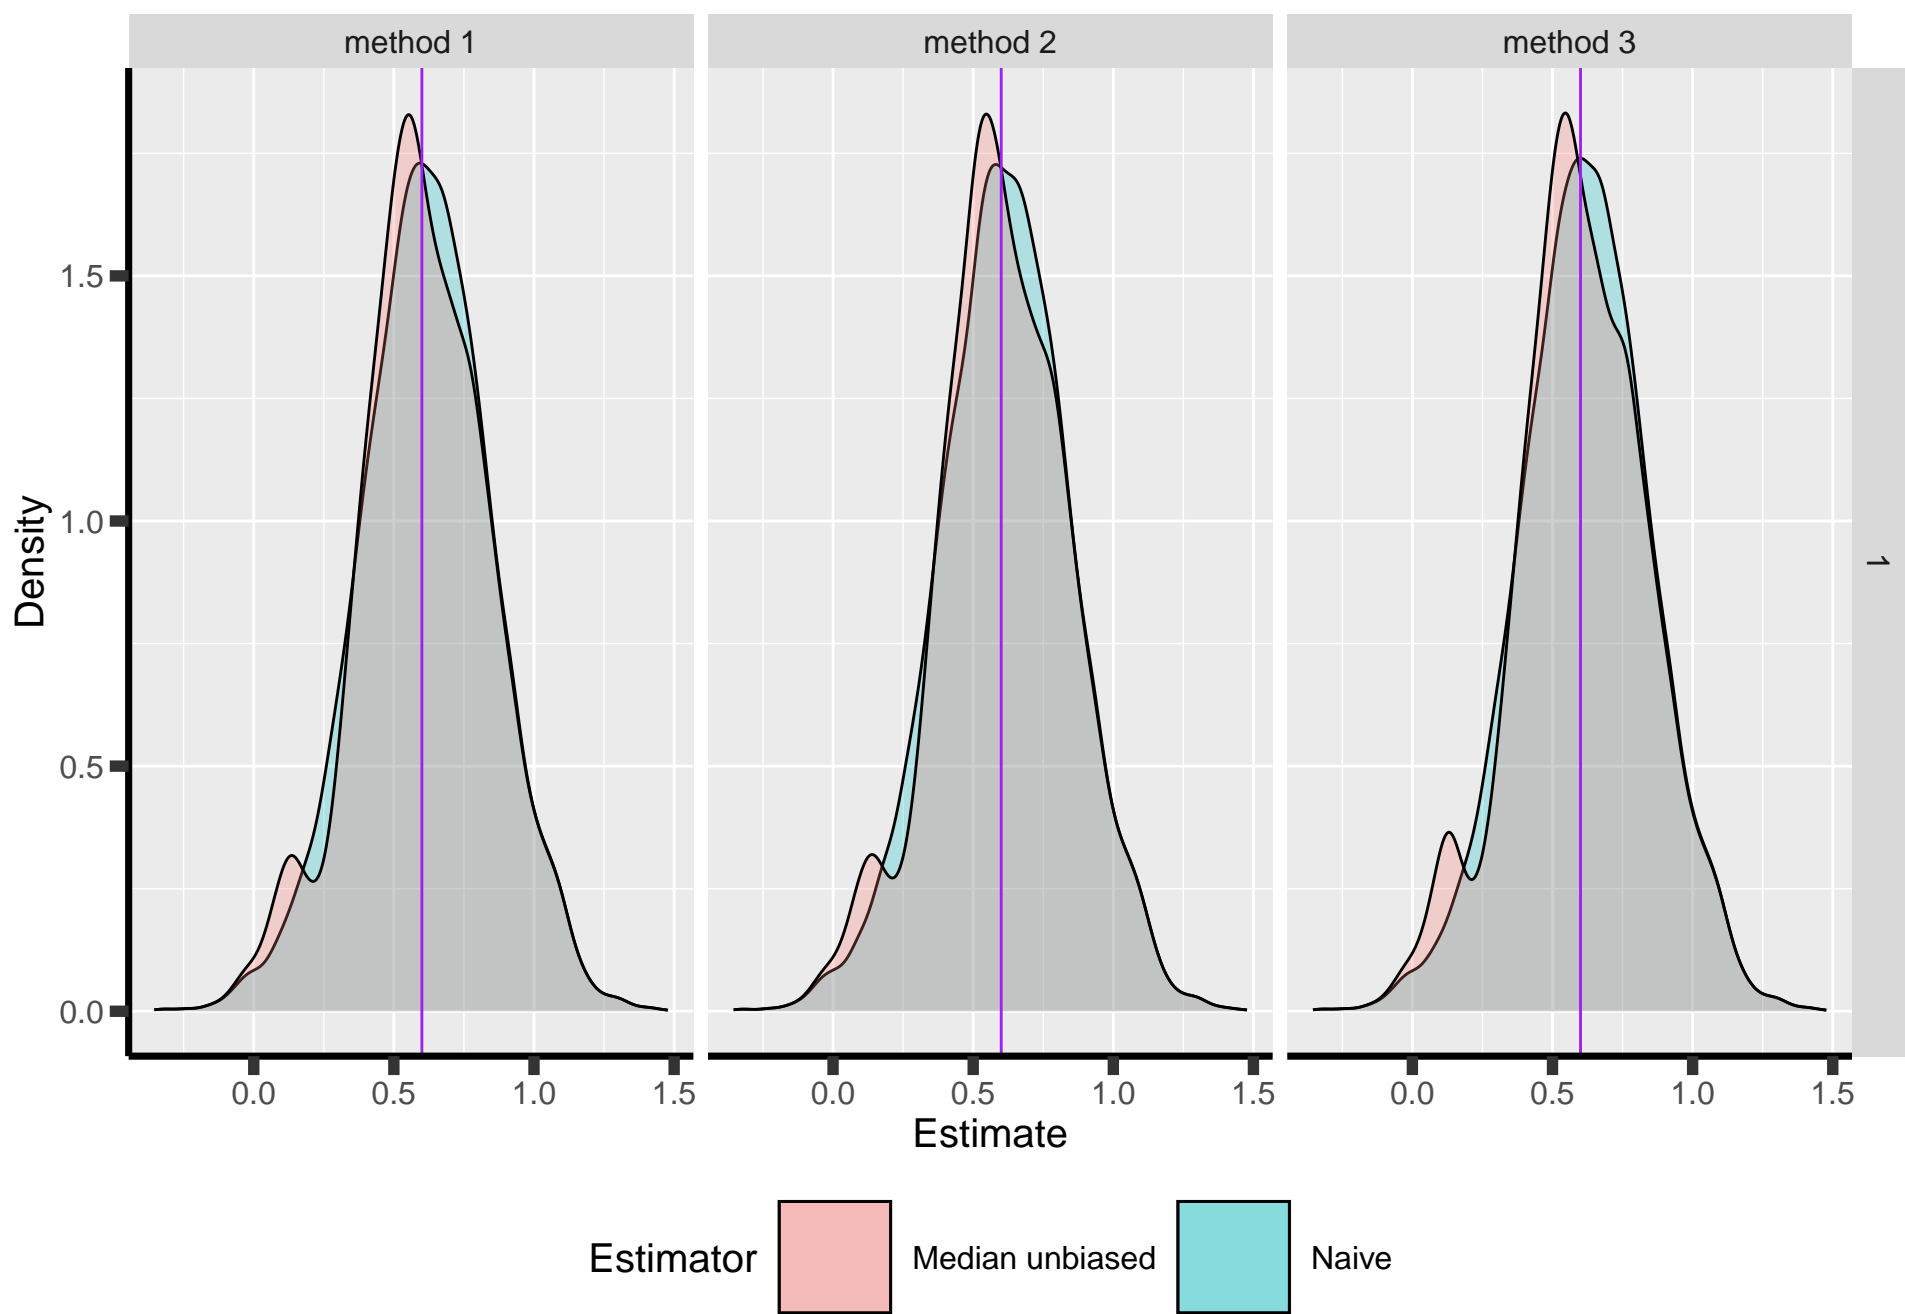 method 1 method 2 method 3
1.5
1.0
0.5
0.0
Density
1
0.0 0.5 1.0 1.5 0.0 0.5 1.0 1.5 0.0 0.5 1.0 1.5
Estimate
Estimator Median unbiased Naive